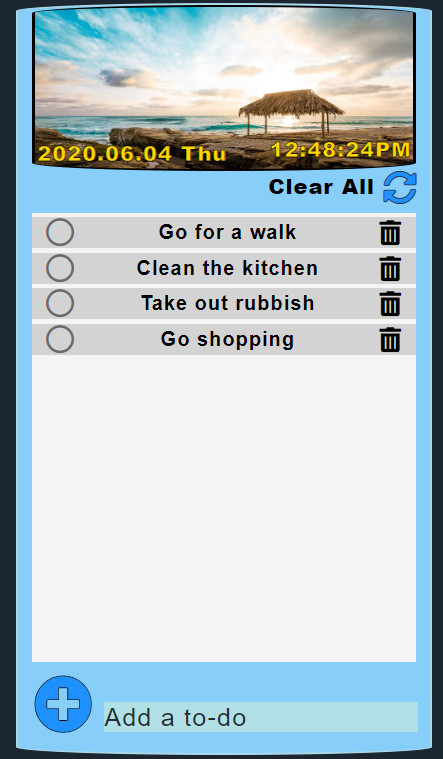 2020.06.04 Thu 12:48:24PM
Clear All
Go for a walk
Clean the kitchen
Take out rubbish
Go shopping
Add a to-do